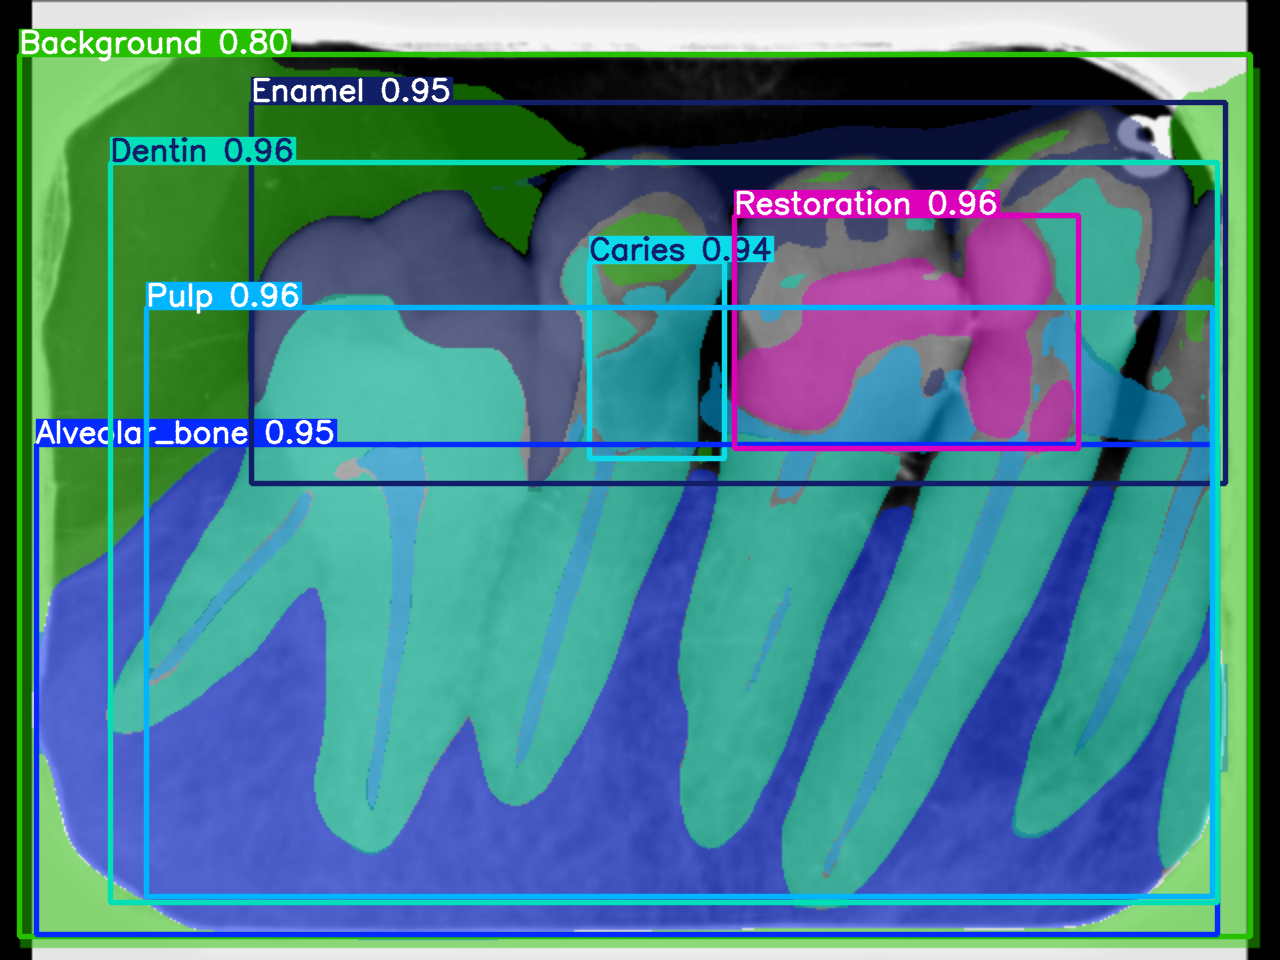 Background 0.80
Enamel 0.95
S
Dentin 0.96
Restoration 0.96
Caries 0.94
Pulp 0.96
Alveolar_bone 0.95